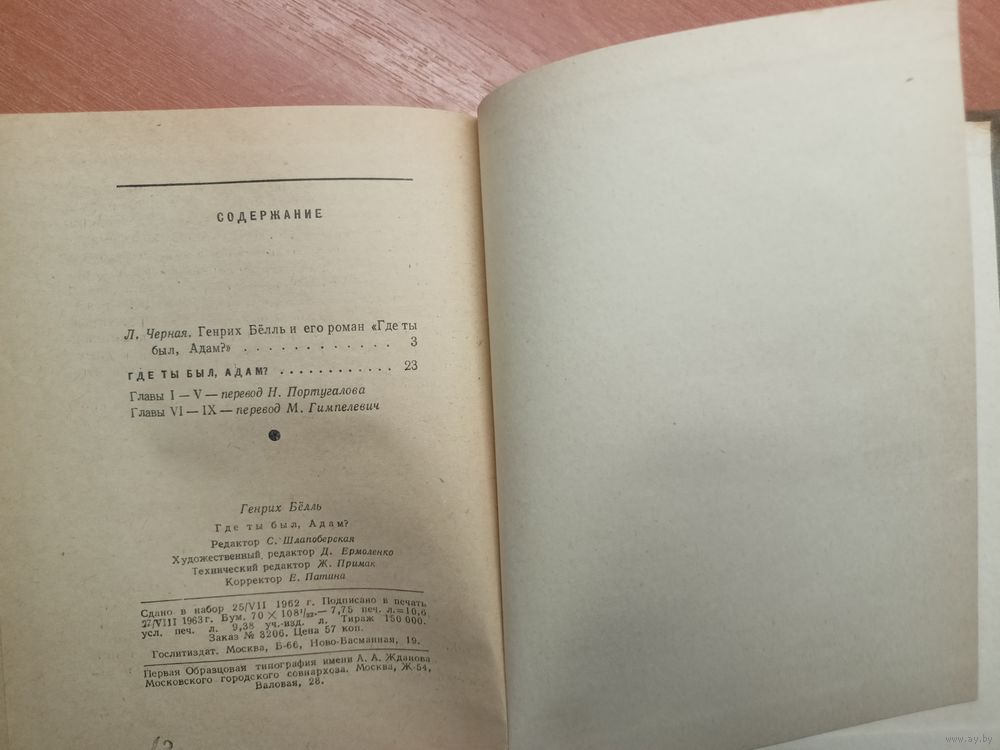 СОДЕРЖАНИЕ
Л. Черная. Генрих Бёлль и его роман «Где ты
был, Адам?» . . . . . . . . . . . . 3
ГДЕ ТЫ БЫЛ, АДАМ? . . . . . . . . . . . . 23
Главы I — V — перевод Н. Португалова
Главы VI — IX — перевод М. Гимпелевич
Генрих Бёлль
Где ты был, Адам?
Редактор С. Шлапоберская
Художественный редактор Д. Ермоленко
Технический редактор Ж. Примак
Корректор Е. Патина
Сдано в набор 25/VII 1962 г. Подписано в печать
27/VIII 1963 г. Бум. 70 × 108¹/₃₂.— 7,75 печ. л.=10,6
усл. печ. л. 9,38 уч.-изд. л. Тираж 150 000.
Заказ № 3206. Цена 57 коп.
Гослитиздат. Москва, Б-66, Ново-Басманная, 19.
Первая Образцовая типография имени А. А. Жданова
Московского городского совнархоза. Москва, Ж-54,
Валовая, 28.
http://www.ay.by